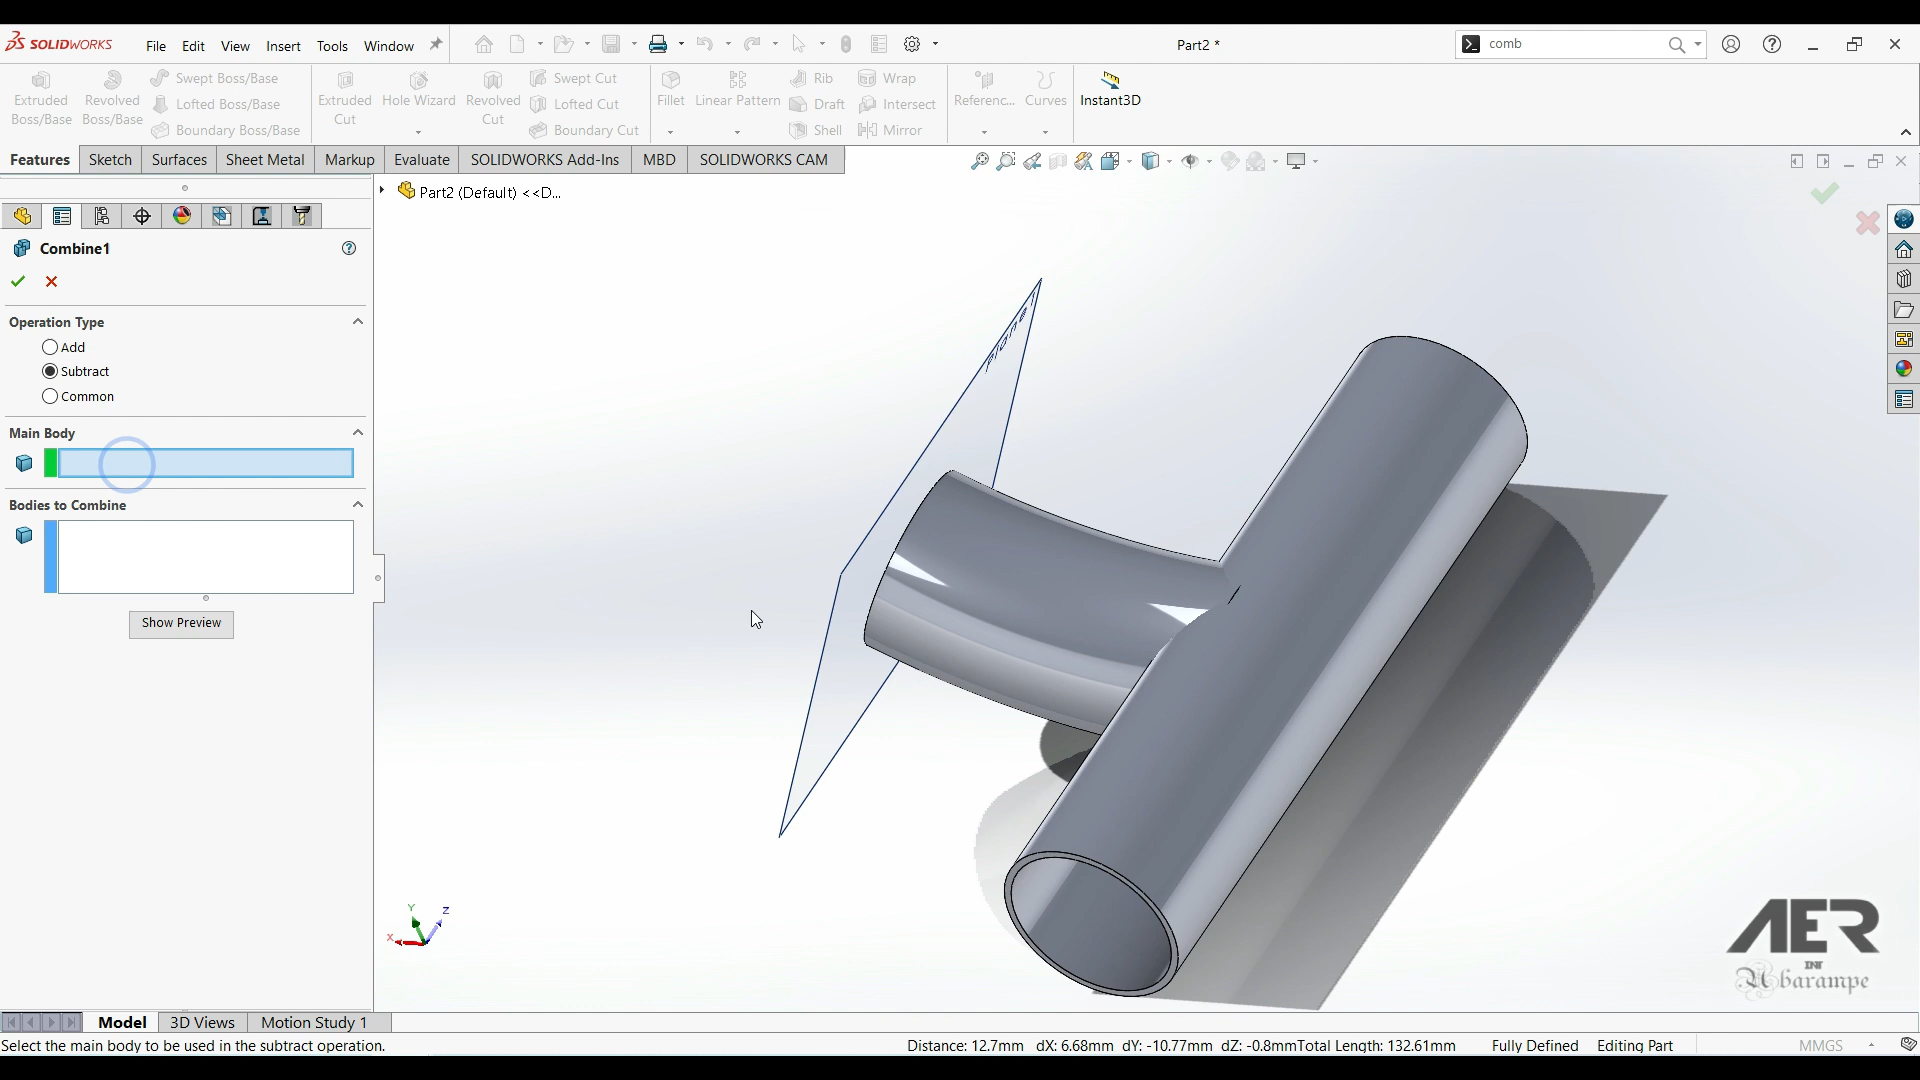 SOLIDWORKS
File Edit View Insert Tools Window
Part2 *
comb
Extruded Boss/Base
Revolved Boss/Base
Swept Boss/Base
Lofted Boss/Base
Boundary Boss/Base
Extruded Cut
Hole Wizard
Revolved Cut
Swept Cut
Lofted Cut
Boundary Cut
Fillet
Linear Pattern
Rib
Draft
Shell
Wrap
Intersect
Mirror
Referenc...
Curves
Instant3D
Features Sketch Surfaces Sheet Metal Markup Evaluate SOLIDWORKS Add-Ins MBD SOLIDWORKS CAM
Part2 (Default) <<D...
Combine1
Operation Type
Add
Subtract
Common
Main Body
Bodies to Combine
Show Preview
Y
Z
X
AER
INT
Abarampe
Model 3D Views Motion Study 1
Select the main body to be used in the subtract operation.
Distance: 12.7mm dX: 6.68mm dY: -10.77mm dZ: -0.8mmTotal Length: 132.61mm Fully Defined Editing Part MMGS